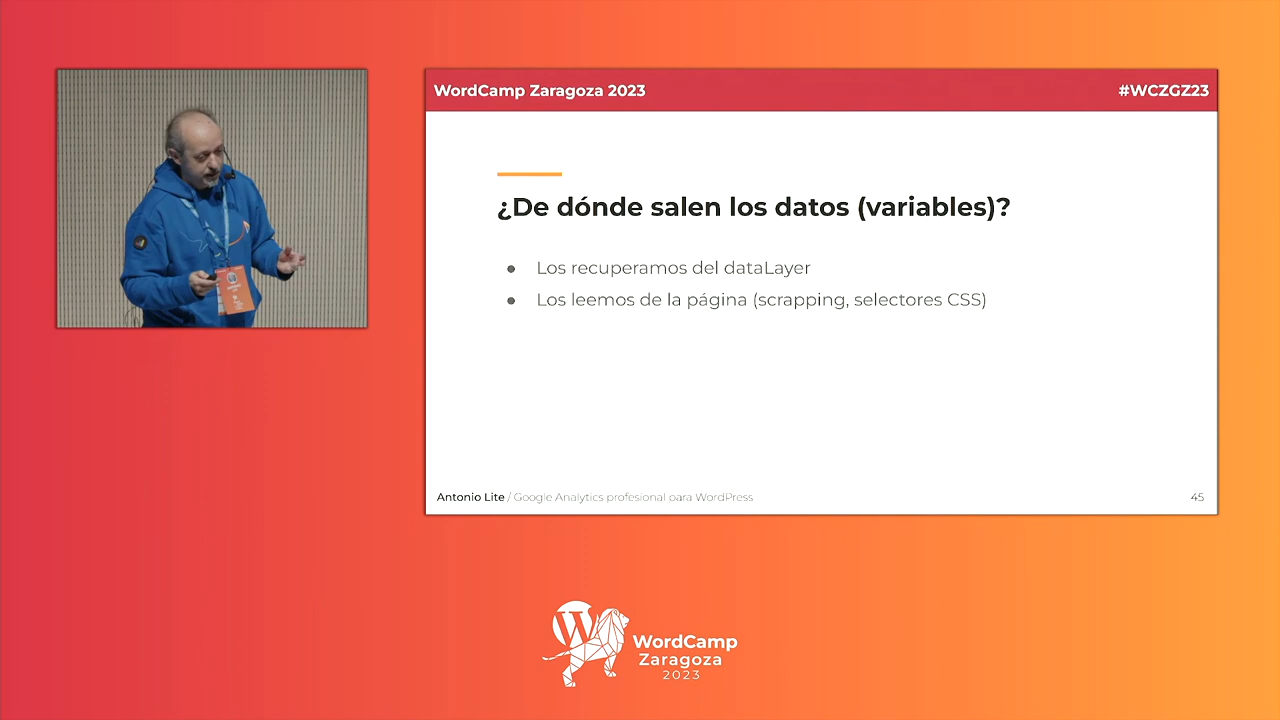 WordCamp Zaragoza 2023
#WCZGZ23
¿De dónde salen los datos (variables)?
● Los recuperamos del dataLayer
● Los leemos de la página (scrapping, selectores CSS)
Antonio Lite / Google Analytics profesional para WordPress
45
WordCamp
Zaragoza
2023